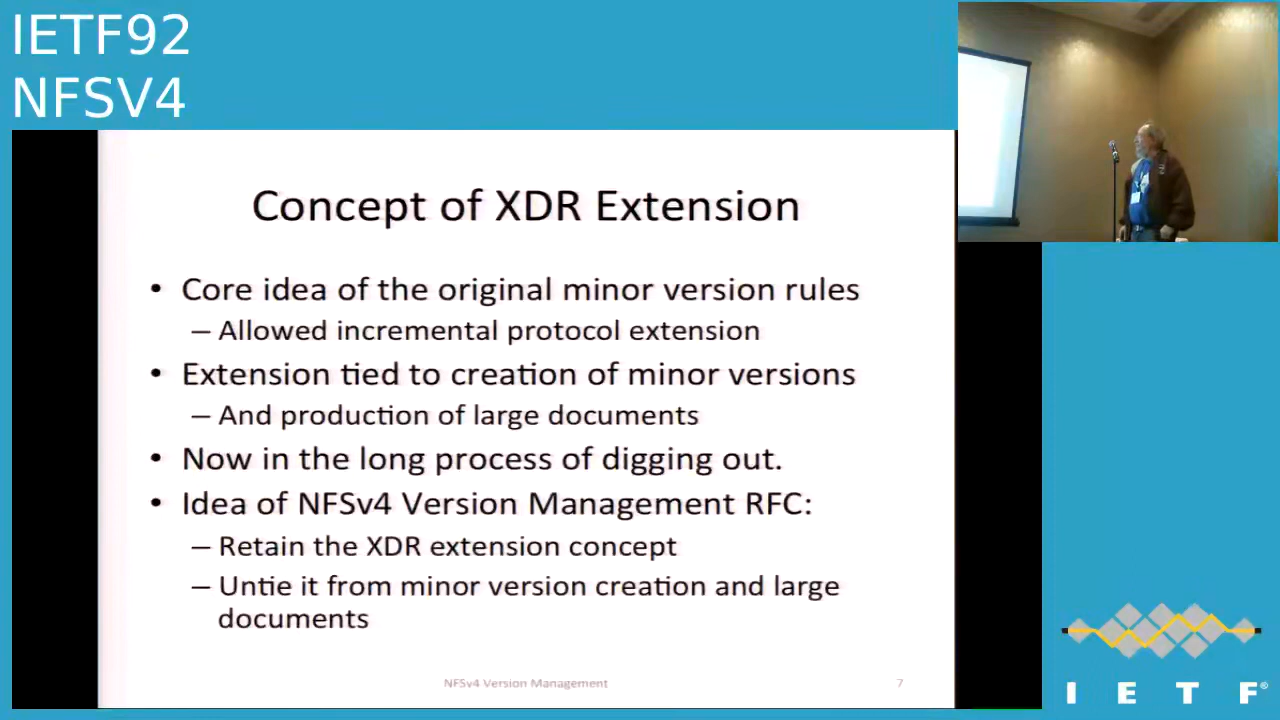 IETF92
NFSV4
Concept of XDR Extension
• Core idea of the original minor version rules
– Allowed incremental protocol extension
• Extension tied to creation of minor versions
– And production of large documents
• Now in the long process of digging out.
• Idea of NFSv4 Version Management RFC:
– Retain the XDR extension concept
– Untie it from minor version creation and large
documents
NFSv4 Version Management
7
I E T F®